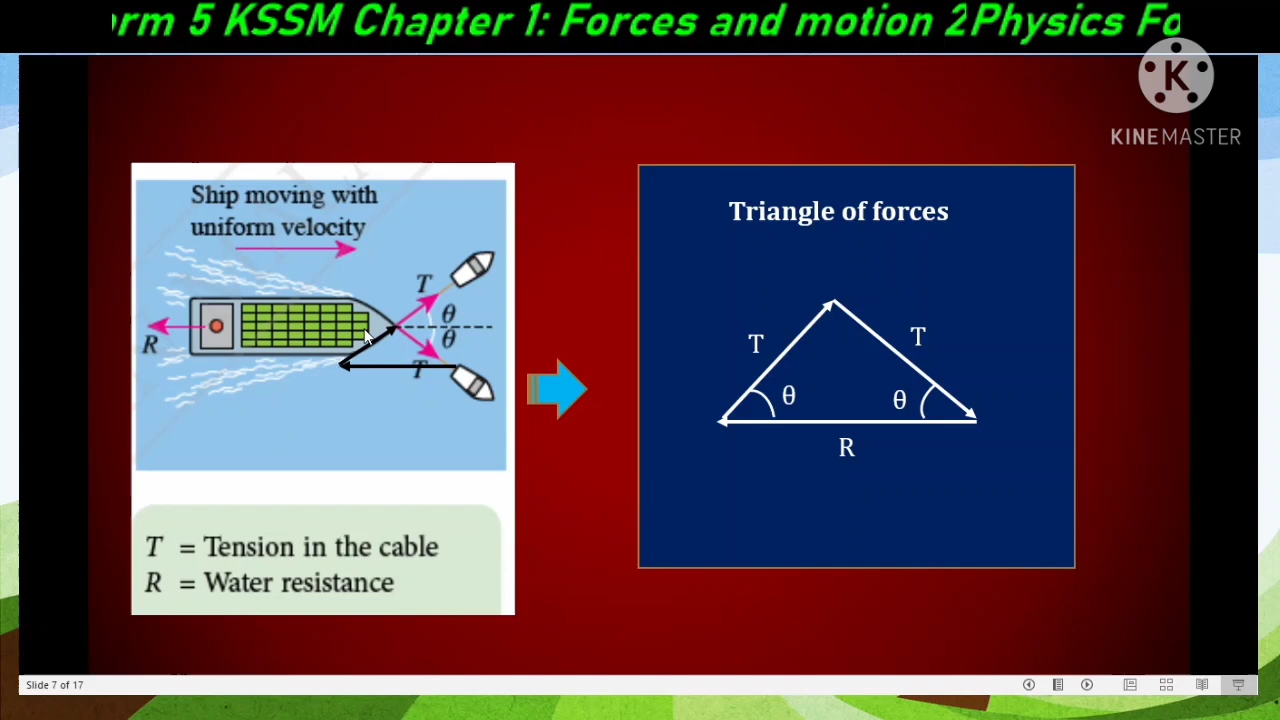 orm 5 KSSM Chapter 1: Forces and motion 2Physics Fo
K
KINEMASTER
Ship moving with
uniform velocity
T
θ
θ
R
T
T = Tension in the cable
R = Water resistance
Triangle of forces
T
T
θ
θ
R
Slide 7 of 17